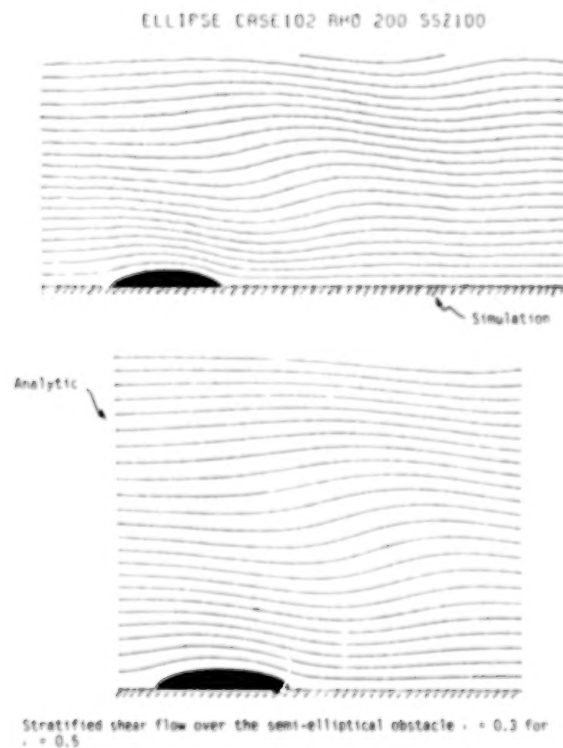 ELLIPSE CASE102 RHO 200 SSZ100
Simulation
Analytic
Stratified shear flow over the semi-elliptical obstacle = 0.3 for
= 0.5